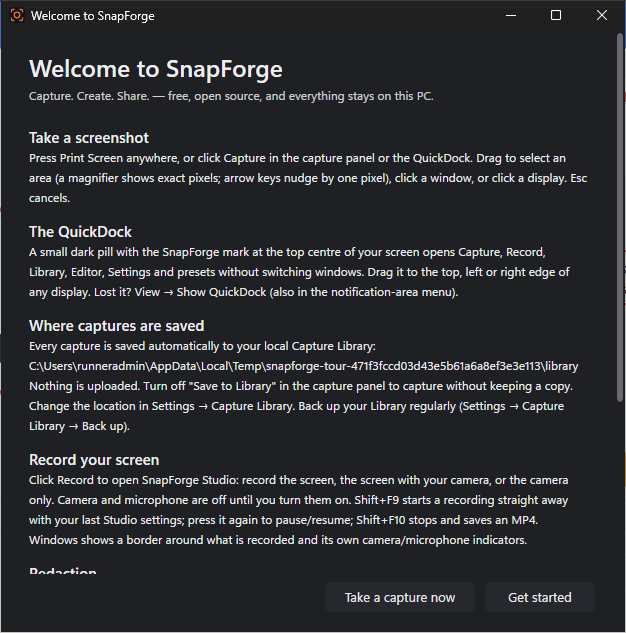 Welcome to SnapForge
Welcome to SnapForge
Capture. Create. Share. — free, open source, and everything stays on this PC.
Take a screenshot
Press Print Screen anywhere, or click Capture in the capture panel or the QuickDock. Drag to select an
area (a magnifier shows exact pixels; arrow keys nudge by one pixel), click a window, or click a display. Esc
cancels.
The QuickDock
A small dark pill with the SnapForge mark at the top centre of your screen opens Capture, Record,
Library, Editor, Settings and presets without switching windows. Drag it to the top, left or right edge of
any display. Lost it? View → Show QuickDock (also in the notification-area menu).
Where captures are saved
Every capture is saved automatically to your local Capture Library:
C:\Users\runneradmin\AppData\Local\Temp\snapforge-tour-471f3fccd03d43e5b61a6a8ef3e3e113\library
Nothing is uploaded. Turn off "Save to Library" in the capture panel to capture without keeping a copy.
Change the location in Settings → Capture Library. Back up your Library regularly (Settings → Capture
Library → Back up).
Record your screen
Click Record to open SnapForge Studio: record the screen, the screen with your camera, or the camera
only. Camera and microphone are off until you turn them on. Shift+F9 starts a recording straight away
with your last Studio settings; press it again to pause/resume; Shift+F10 stops and saves an MP4.
Windows shows a border around what is recorded and its own camera/microphone indicators.
Redaction
Take a capture now
Get started